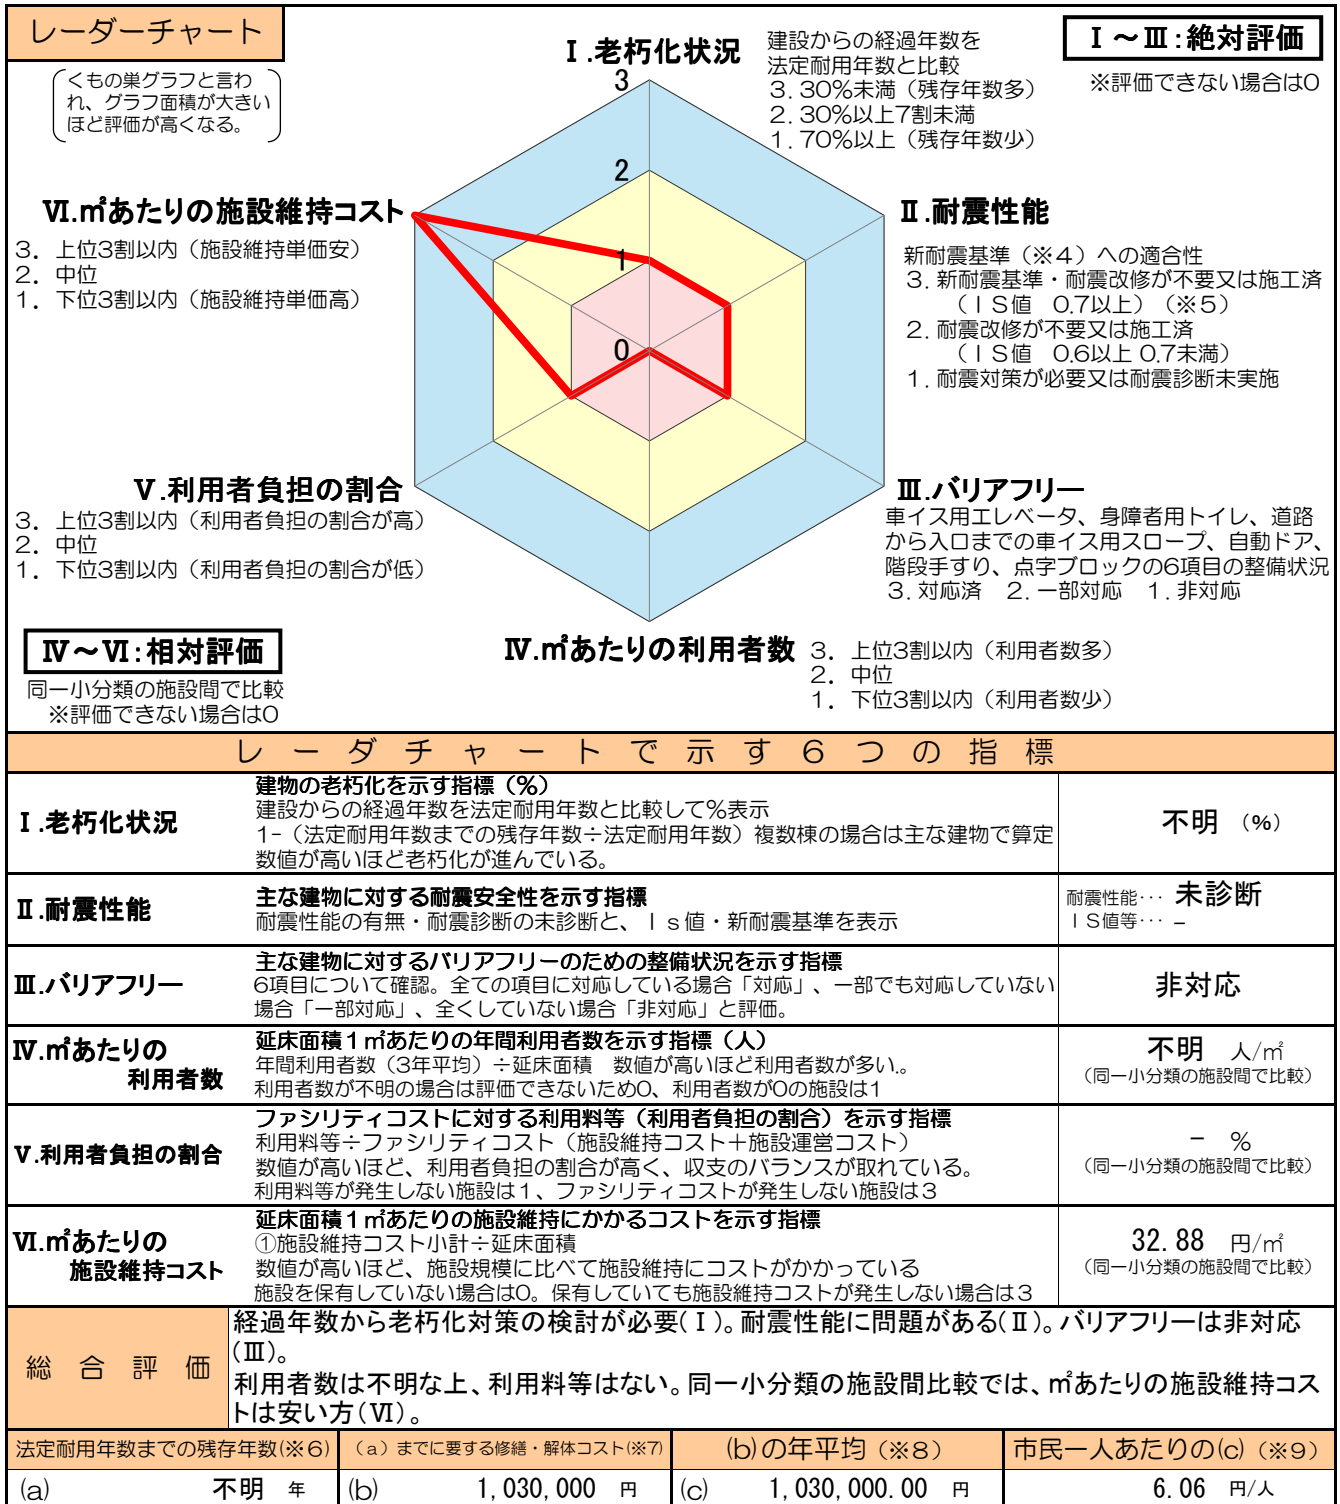 レーダーチャート
くもの巣グラフと言わ
れ、グラフ面積が大きい
ほど評価が高くなる。
Ⅰ.老朽化状況
建設からの経過年数を
法定耐用年数と比較
3.30%未満（残存年数多）
2.30%以上7割未満
1.70%以上（残存年数少）
Ⅰ～Ⅲ:絶対評価
※評価できない場合は0
3
2
1
0
Ⅵ.㎡あたりの施設維持コスト
3. 上位3割以内（施設維持単価安）
2. 中位
1. 下位3割以内（施設維持単価高）
Ⅱ.耐震性能
新耐震基準（※4）への適合性
3.新耐震基準・耐震改修が不要又は施工済
（ＩＳ値 0.7以上）（※5）
2.耐震改修が不要又は施工済
（ＩＳ値 0.6以上 0.7未満）
1.耐震対策が必要又は耐震診断未実施
Ⅴ.利用者負担の割合
3. 上位3割以内（利用者負担の割合が高）
2. 中位
1. 下位3割以内（利用者負担の割合が低）
Ⅲ.バリアフリー
車イス用エレベータ、身障者用トイレ、道路
から入口までの車イス用スロープ、自動ドア、
階段手すり、点字ブロックの6項目の整備状況
3.対応済 2.一部対応 1.非対応
Ⅳ～Ⅵ:相対評価
同一小分類の施設間で比較
※評価できない場合は0
Ⅳ.㎡あたりの利用者数
3. 上位3割以内（利用者数多）
2. 中位
1. 下位3割以内（利用者数少）
レーダチャートで示す6つの指標
Ⅰ.老朽化状況
建物の老朽化を示す指標（%）
建設からの経過年数を法定耐用年数と比較して%表示
1-（法定耐用年数までの残存年数÷法定耐用年数）複数棟の場合は主な建物で算定
数値が高いほど老朽化が進んでいる。
不明 （%）
Ⅱ.耐震性能
主な建物に対する耐震安全性を示す指標
耐震性能の有無・耐震診断の未診断と、Ｉｓ値・新耐震基準を表示
耐震性能… 未診断
ＩＳ値等… −
Ⅲ.バリアフリー
主な建物に対するバリアフリーのための整備状況を示す指標
6項目について確認。全ての項目に対応している場合「対応」、一部でも対応していない
場合「一部対応」、全くしていない場合「非対応」と評価。
非対応
Ⅳ.㎡あたりの
利用者数
延床面積１㎡あたりの年間利用者数を示す指標（人）
年間利用者数（3年平均）÷延床面積 数値が高いほど利用者数が多い。
利用者数が不明の場合は評価できないため0、利用者数が0の施設は1
不明 人/㎡
（同一小分類の施設間で比較）
Ⅴ.利用者負担の割合
ファシリティコストに対する利用料等（利用者負担の割合）を示す指標
利用料等÷ファシリティコスト（施設維持コスト＋施設運営コスト）
数値が高いほど、利用者負担の割合が高く、収支のバランスが取れている。
利用料等が発生しない施設は１、ファシリティコストが発生しない施設は３
− %
（同一小分類の施設間で比較）
Ⅵ.㎡あたりの
施設維持コスト
延床面積１㎡あたりの施設維持にかかるコストを示す指標
①施設維持コスト小計÷延床面積
数値が高いほど、施設規模に比べて施設維持にコストがかかっている
施設を保有していない場合は0。保有していても施設維持コストが発生しない場合は３
32.88 円/㎡
（同一小分類の施設間で比較）
総合評価
経過年数から老朽化対策の検討が必要(Ⅰ)。耐震性能に問題がある(Ⅱ)。バリアフリーは非対応
(Ⅲ)。
利用者数は不明な上、利用料等はない。同一小分類の施設間比較では、㎡あたりの施設維持コス
トは安い方(Ⅵ)。
法定耐用年数までの残存年数(※6)
（a）までに要する修繕・解体コスト(※7)
(b)の年平均（※8）
市民一人あたりの(c)（※9）
(a) 不明 年
(b) 1,030,000 円
(c) 1,030,000.00 円
6.06 円/人